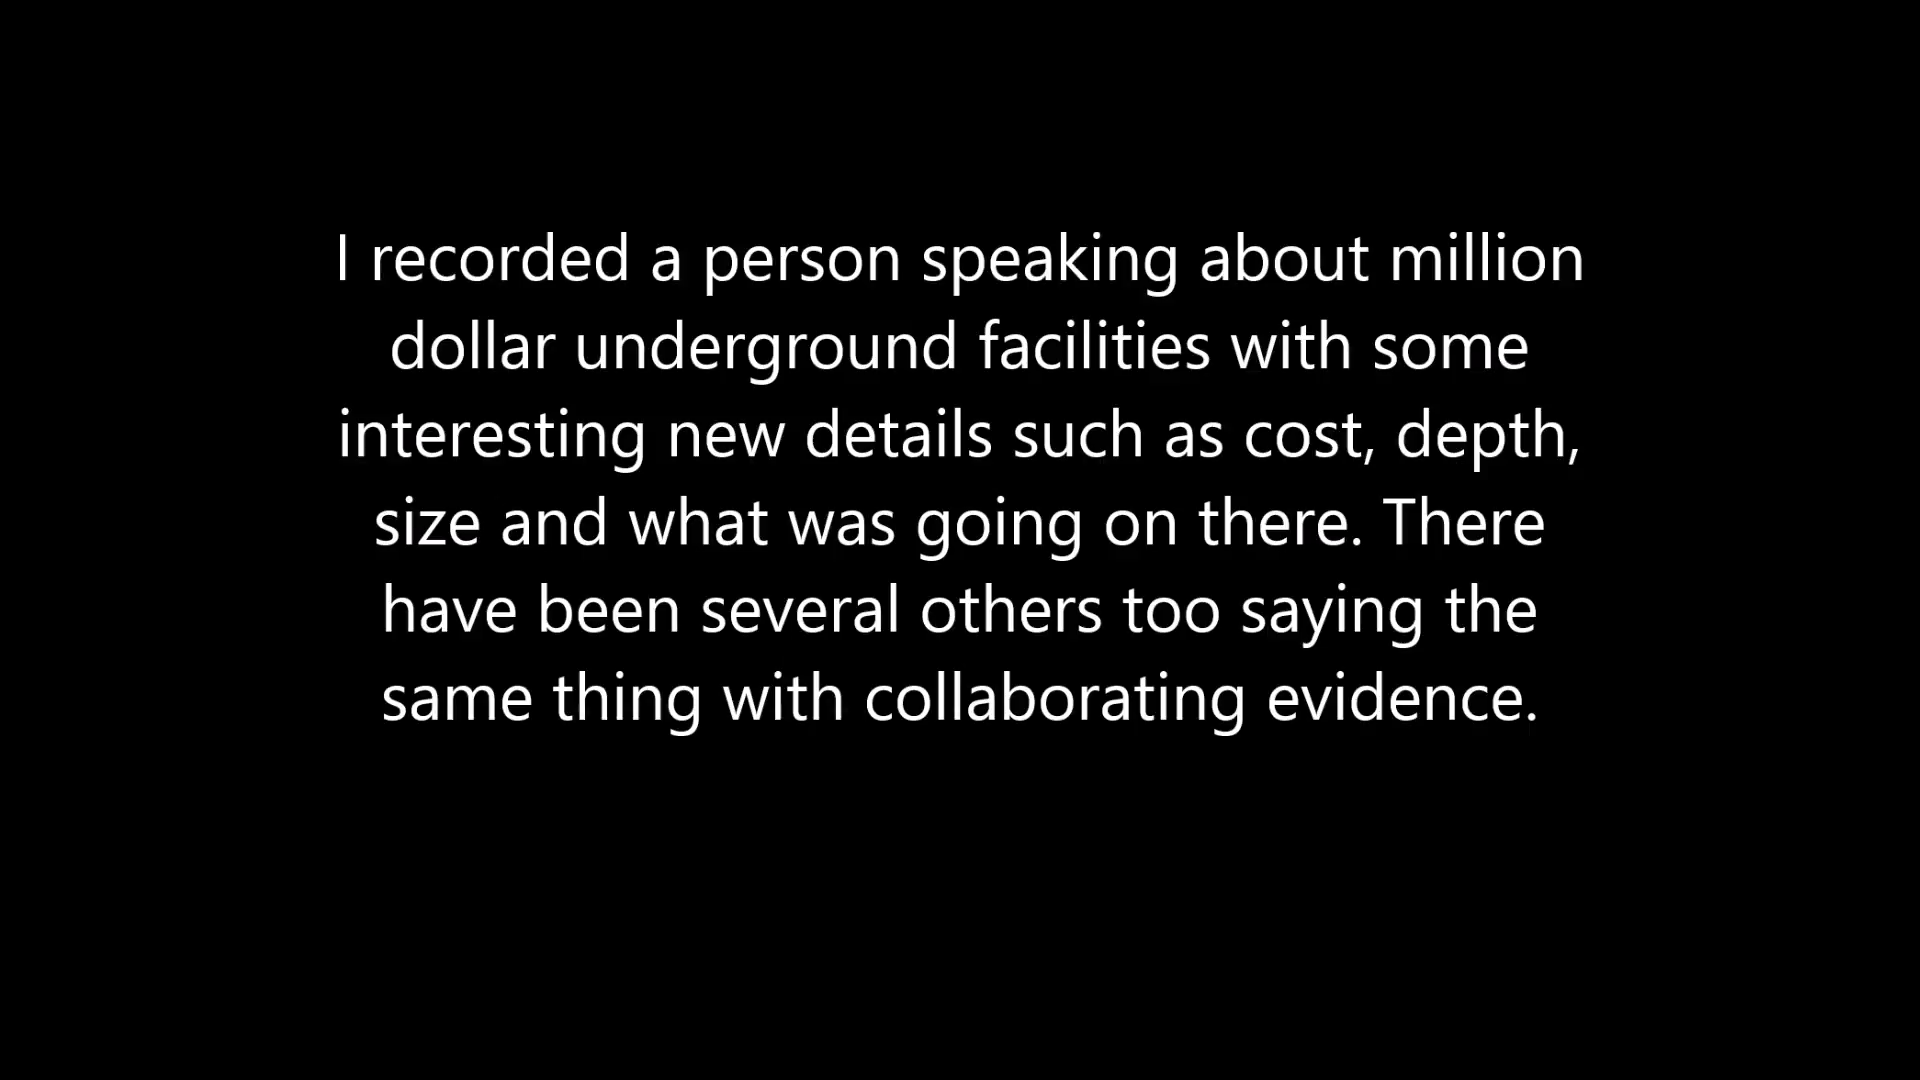 I recorded a person speaking about million
dollar underground facilities with some
interesting new details such as cost, depth,
size and what was going on there. There
have been several others too saying the
same thing with collaborating evidence.